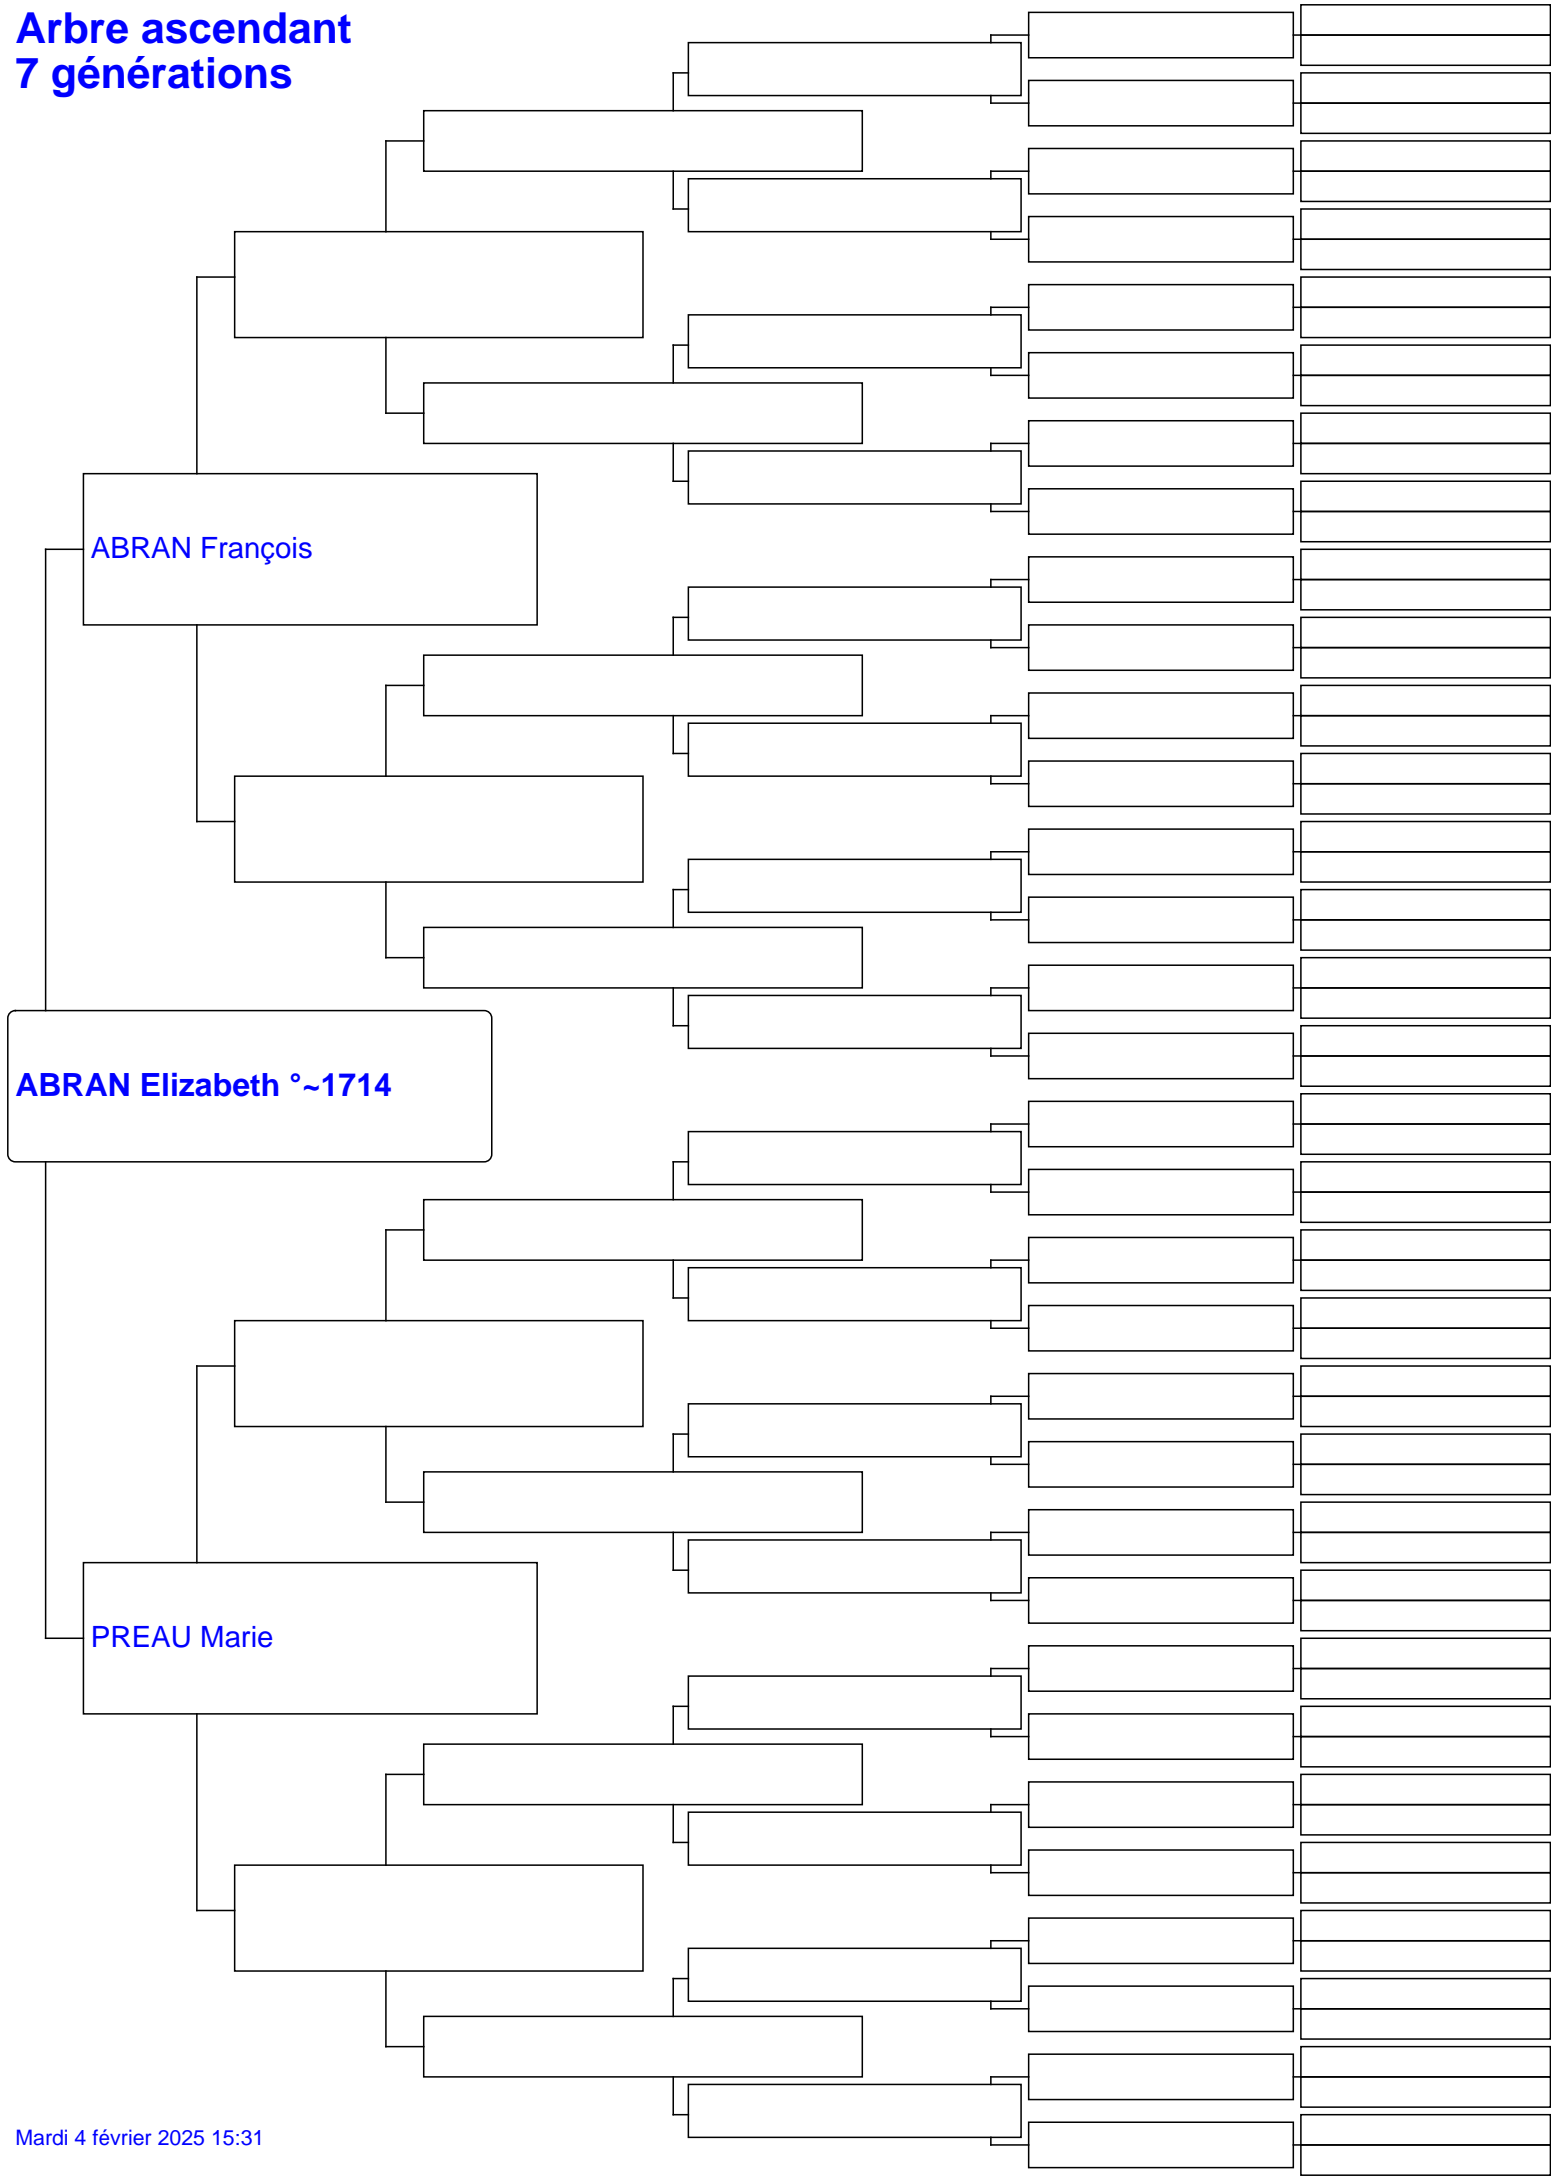 Arbre ascendant
7 générations
ABRAN François
ABRAN Elizabeth °~1714
PREAU Marie
Mardi 4 février 2025 15:31